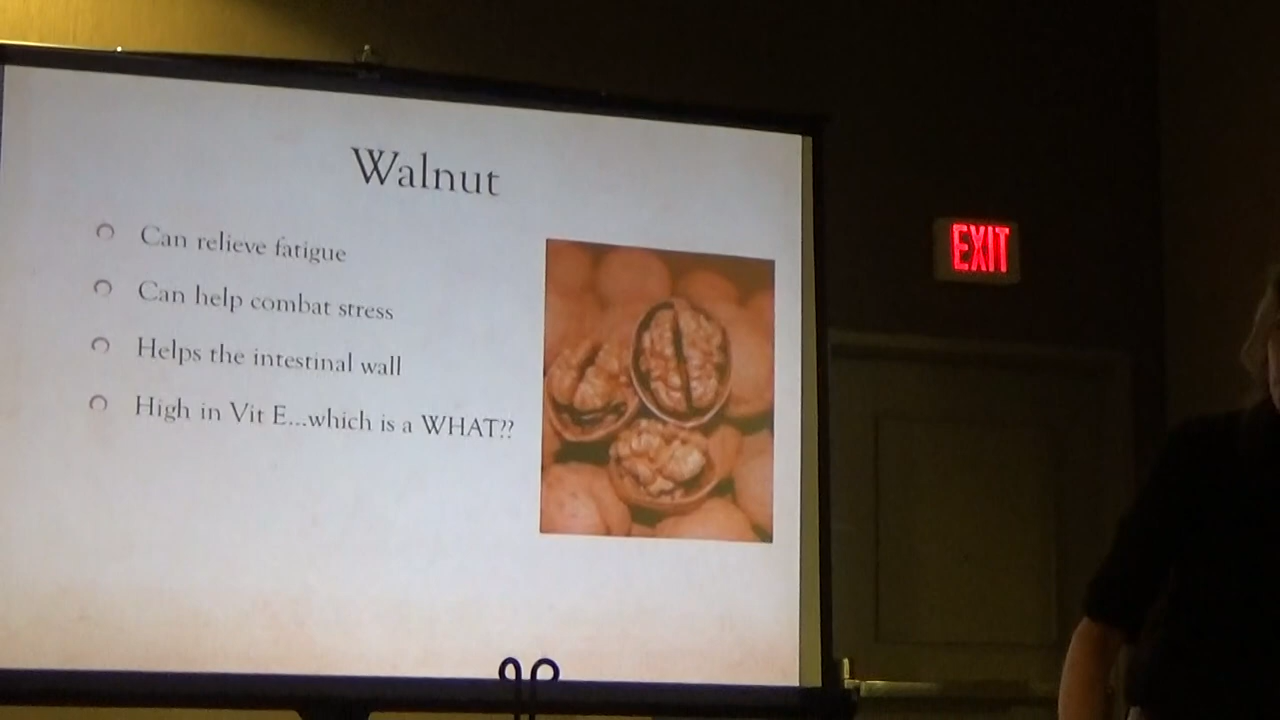 Walnut
Can relieve fatigue
Can help combat stress
Helps the intestinal wall
High in Vit E...which is a WHAT??
EXIT